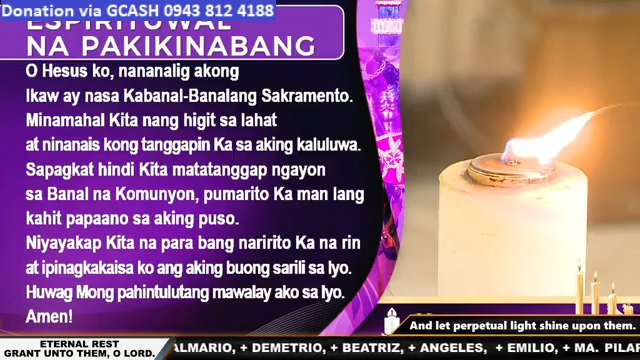 Donation via GCASH 0943 812 4188
ESPIRITUWAL
NA PAKIKINABANG
O Hesus ko, nananalig akong
Ikaw ay nasa Kabanal-Banalang Sakramento.
Minamahal Kita nang higit sa lahat
at ninanais kong tanggapin Ka sa aking kaluluwa.
Sapagkat hindi Kita matatanggap ngayon
sa Banal na Komunyon, pumarito Ka man lang
kahit papaano sa aking puso.
Niyayakap Kita na para bang naririto Ka na rin
at ipinagkakaisa ko ang aking buong sarili sa Iyo.
Huwag Mong pahintulutang mawalay ako sa Iyo.
Amen!
And let perpetual light shine upon them.
ETERNAL REST
GRANT UNTO THEM, O LORD.
ALMARIO, + DEMETRIO, + BEATRIZ, + ANGELES, + EMILIO, + MA. PILAR